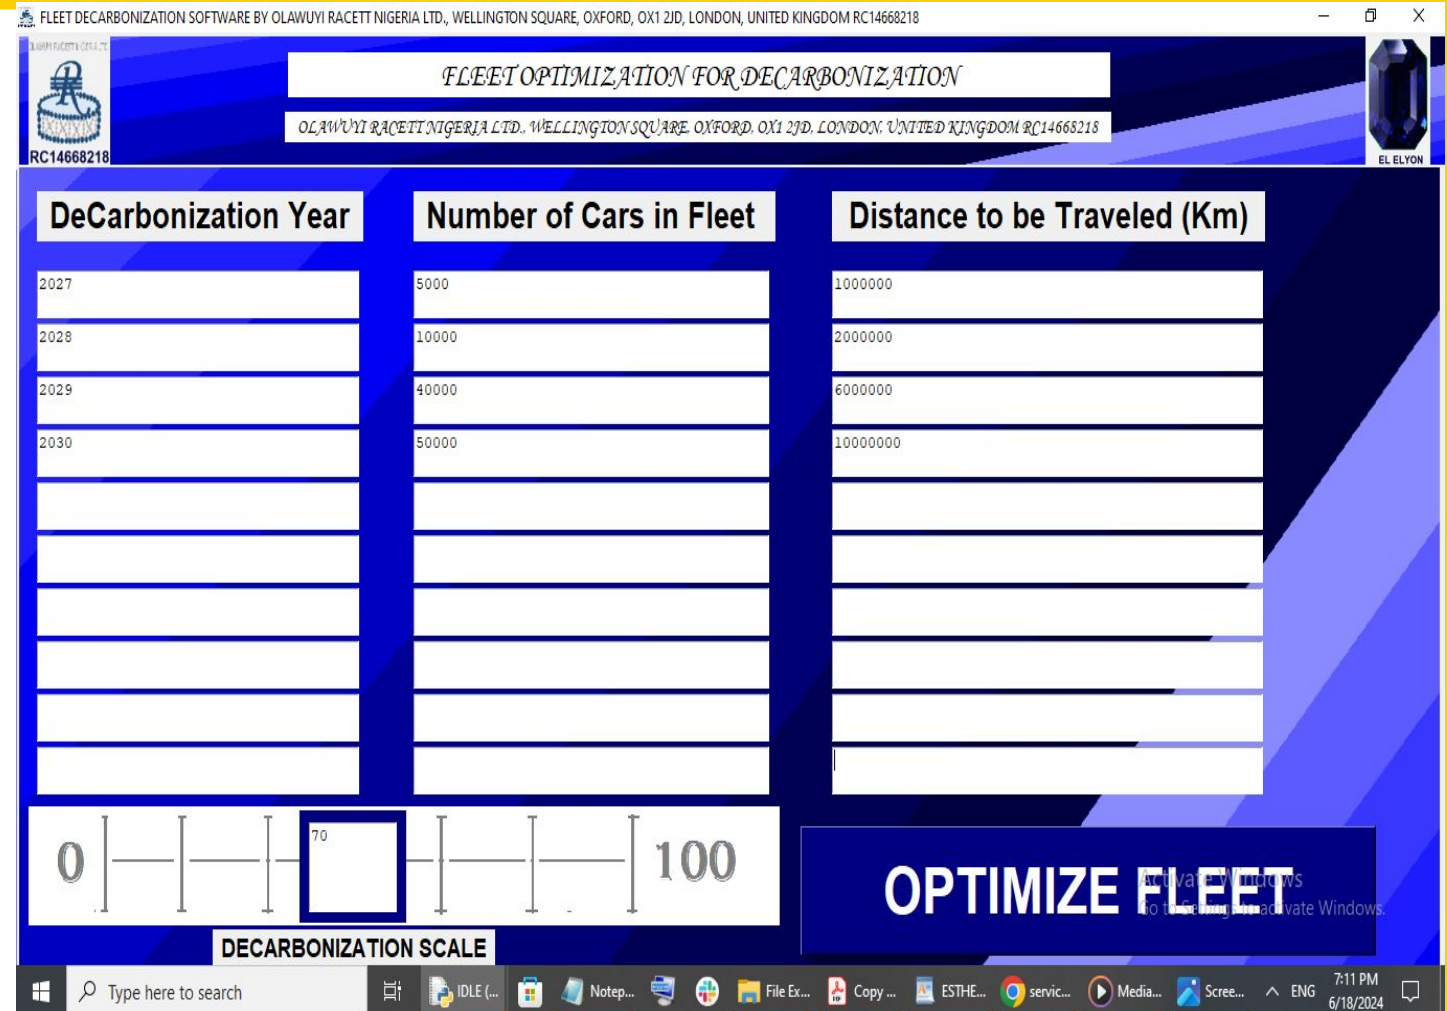 FLEET DECARBONIZATION SOFTWARE BY OLAWUYI RACETT NIGERIA LTD., WELLINGTON SQUARE, OXFORD, OX1 2JD, LONDON, UNITED KINGDOM RC14668218
FLEET OPTIMIZATION FOR DECARBONIZATION
OLAWUYI RACETT NIGERIA LTD., WELLINGTON SQUARE, OXFORD, OX1 2JD, LONDON, UNITED KINGDOM RC14668218
RC14668218
EL ELYON
DeCarbonization Year Number of Cars in Fleet Distance to be Traveled (Km)
2027 5000 1000000
2028 10000 2000000
2029 40000 6000000
2030 50000 10000000
0 70 100
OPTIMIZE FLEET
Activate Windows
Go to Settings to activate Windows.
DECARBONIZATION SCALE
Type here to search IDLE (... Notep... File Ex... Copy ... ESTHE... servic... Media... Scree... ENG 7:11 PM
6/18/2024